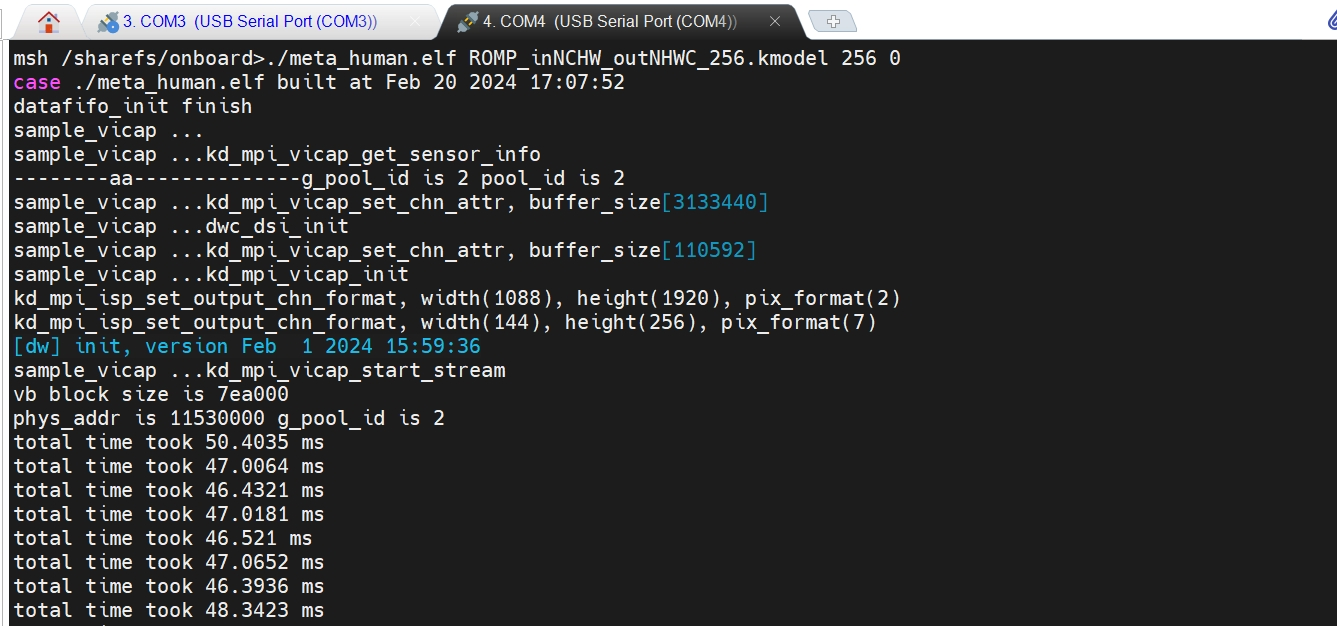 3. COM3 (USB Serial Port (COM3))
4. COM4 (USB Serial Port (COM4))
msh /sharefs/onboard>./meta_human.elf ROMP_inNCHW_outNHWC_256.kmodel 256 0
case ./meta_human.elf built at Feb 20 2024 17:07:52
datafifo_init finish
sample_vicap ...
sample_vicap ...kd_mpi_vicap_get_sensor_info
--------aa--------------g_pool_id is 2 pool_id is 2
sample_vicap ...kd_mpi_vicap_set_chn_attr, buffer_size[3133440]
sample_vicap ...dwc_dsi_init
sample_vicap ...kd_mpi_vicap_set_chn_attr, buffer_size[110592]
sample_vicap ...kd_mpi_vicap_init
kd_mpi_isp_set_output_chn_format, width(1088), height(1920), pix_format(2)
kd_mpi_isp_set_output_chn_format, width(144), height(256), pix_format(7)
[dw] init, version Feb  1 2024 15:59:36
sample_vicap ...kd_mpi_vicap_start_stream
vb block size is 7ea000
phys_addr is 11530000 g_pool_id is 2
total time took 50.4035 ms
total time took 47.0064 ms
total time took 46.4321 ms
total time took 47.0181 ms
total time took 46.521 ms
total time took 47.0652 ms
total time took 46.3936 ms
total time took 48.3423 ms